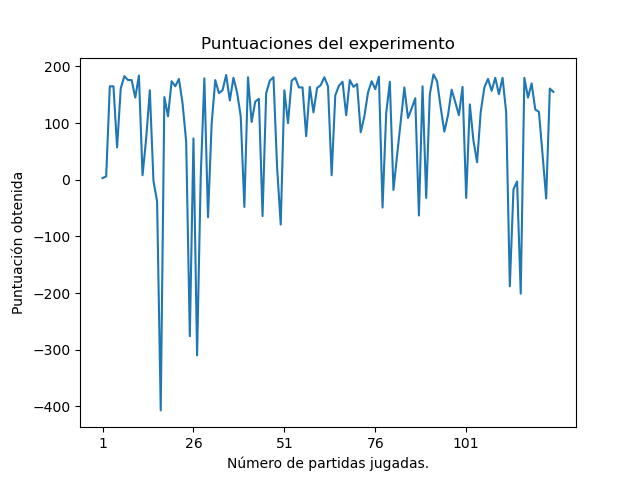 Puntuaciones del experimento
Puntuación obtenida
200
100
0
−100
−200
−300
−400
1 26 51 76 101
Número de partidas jugadas.